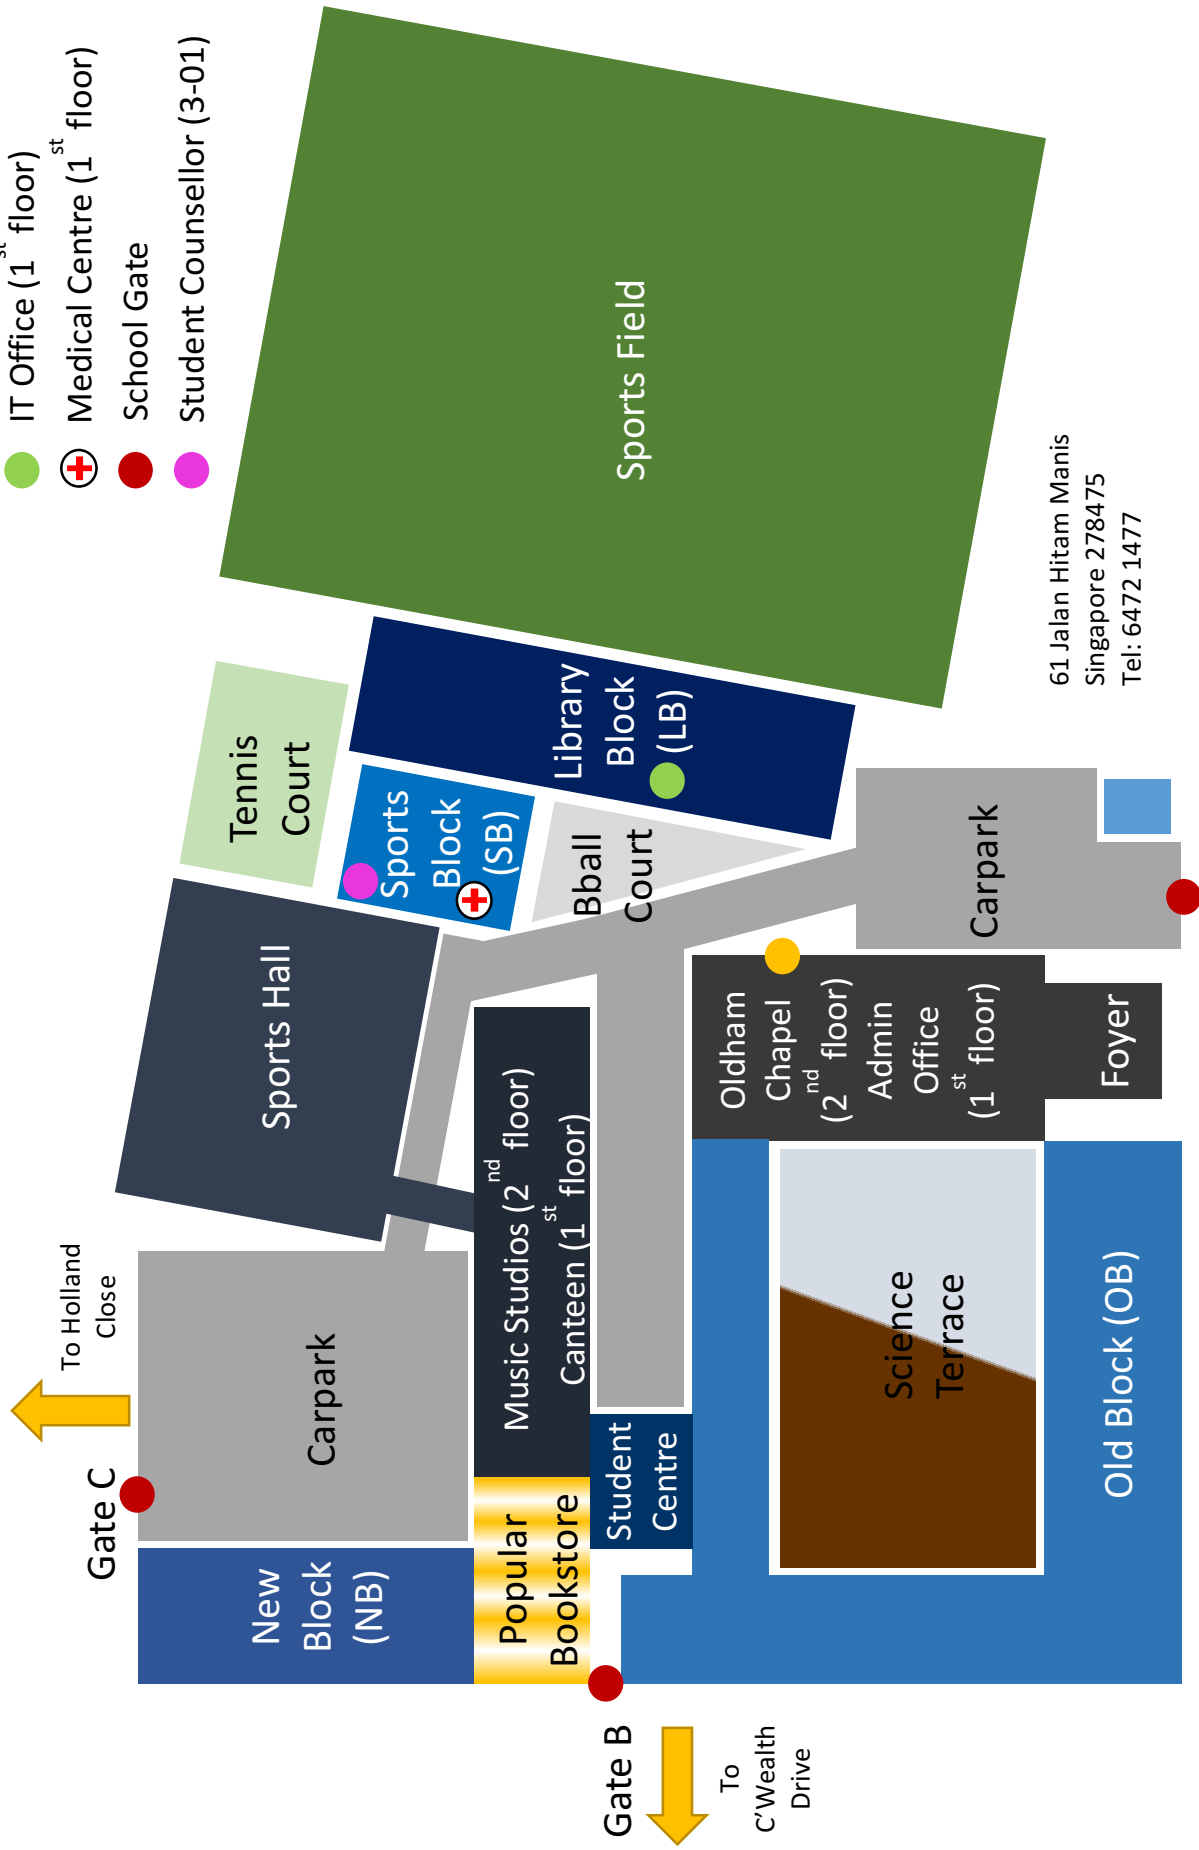 IT Office (1st floor)
Medical Centre (1st floor)
School Gate
Student Counsellor (3-01)
To Holland
Close
Gate C
New
Block
(NB)
Carpark
Sports Hall
Tennis
Court
Sports
Block
(SB)
Library
Block
(LB)
Bball
Court
Sports Field
Popular
Bookstore
Music Studios (2nd floor)
Canteen (1st floor)
Student
Centre
Gate B
To
C'Wealth
Drive
Oldham
Chapel
(2nd floor)
Admin
Office
(1st floor)
Foyer
Carpark
Science
Terrace
Old Block (OB)
61 Jalan Hitam Manis
Singapore 278475
Tel: 6472 1477